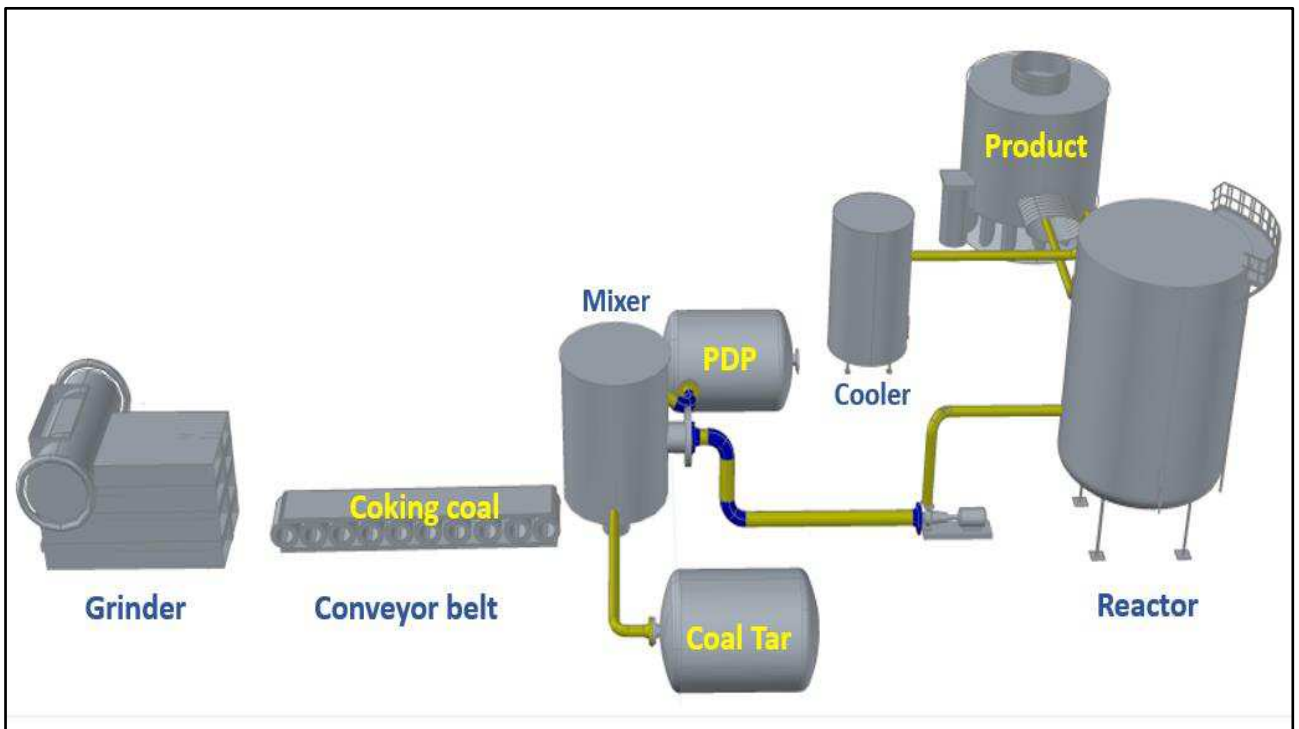 Product
Mixer
PDP
Cooler
Coking coal
Grinder
Conveyor belt
Coal Tar
Reactor